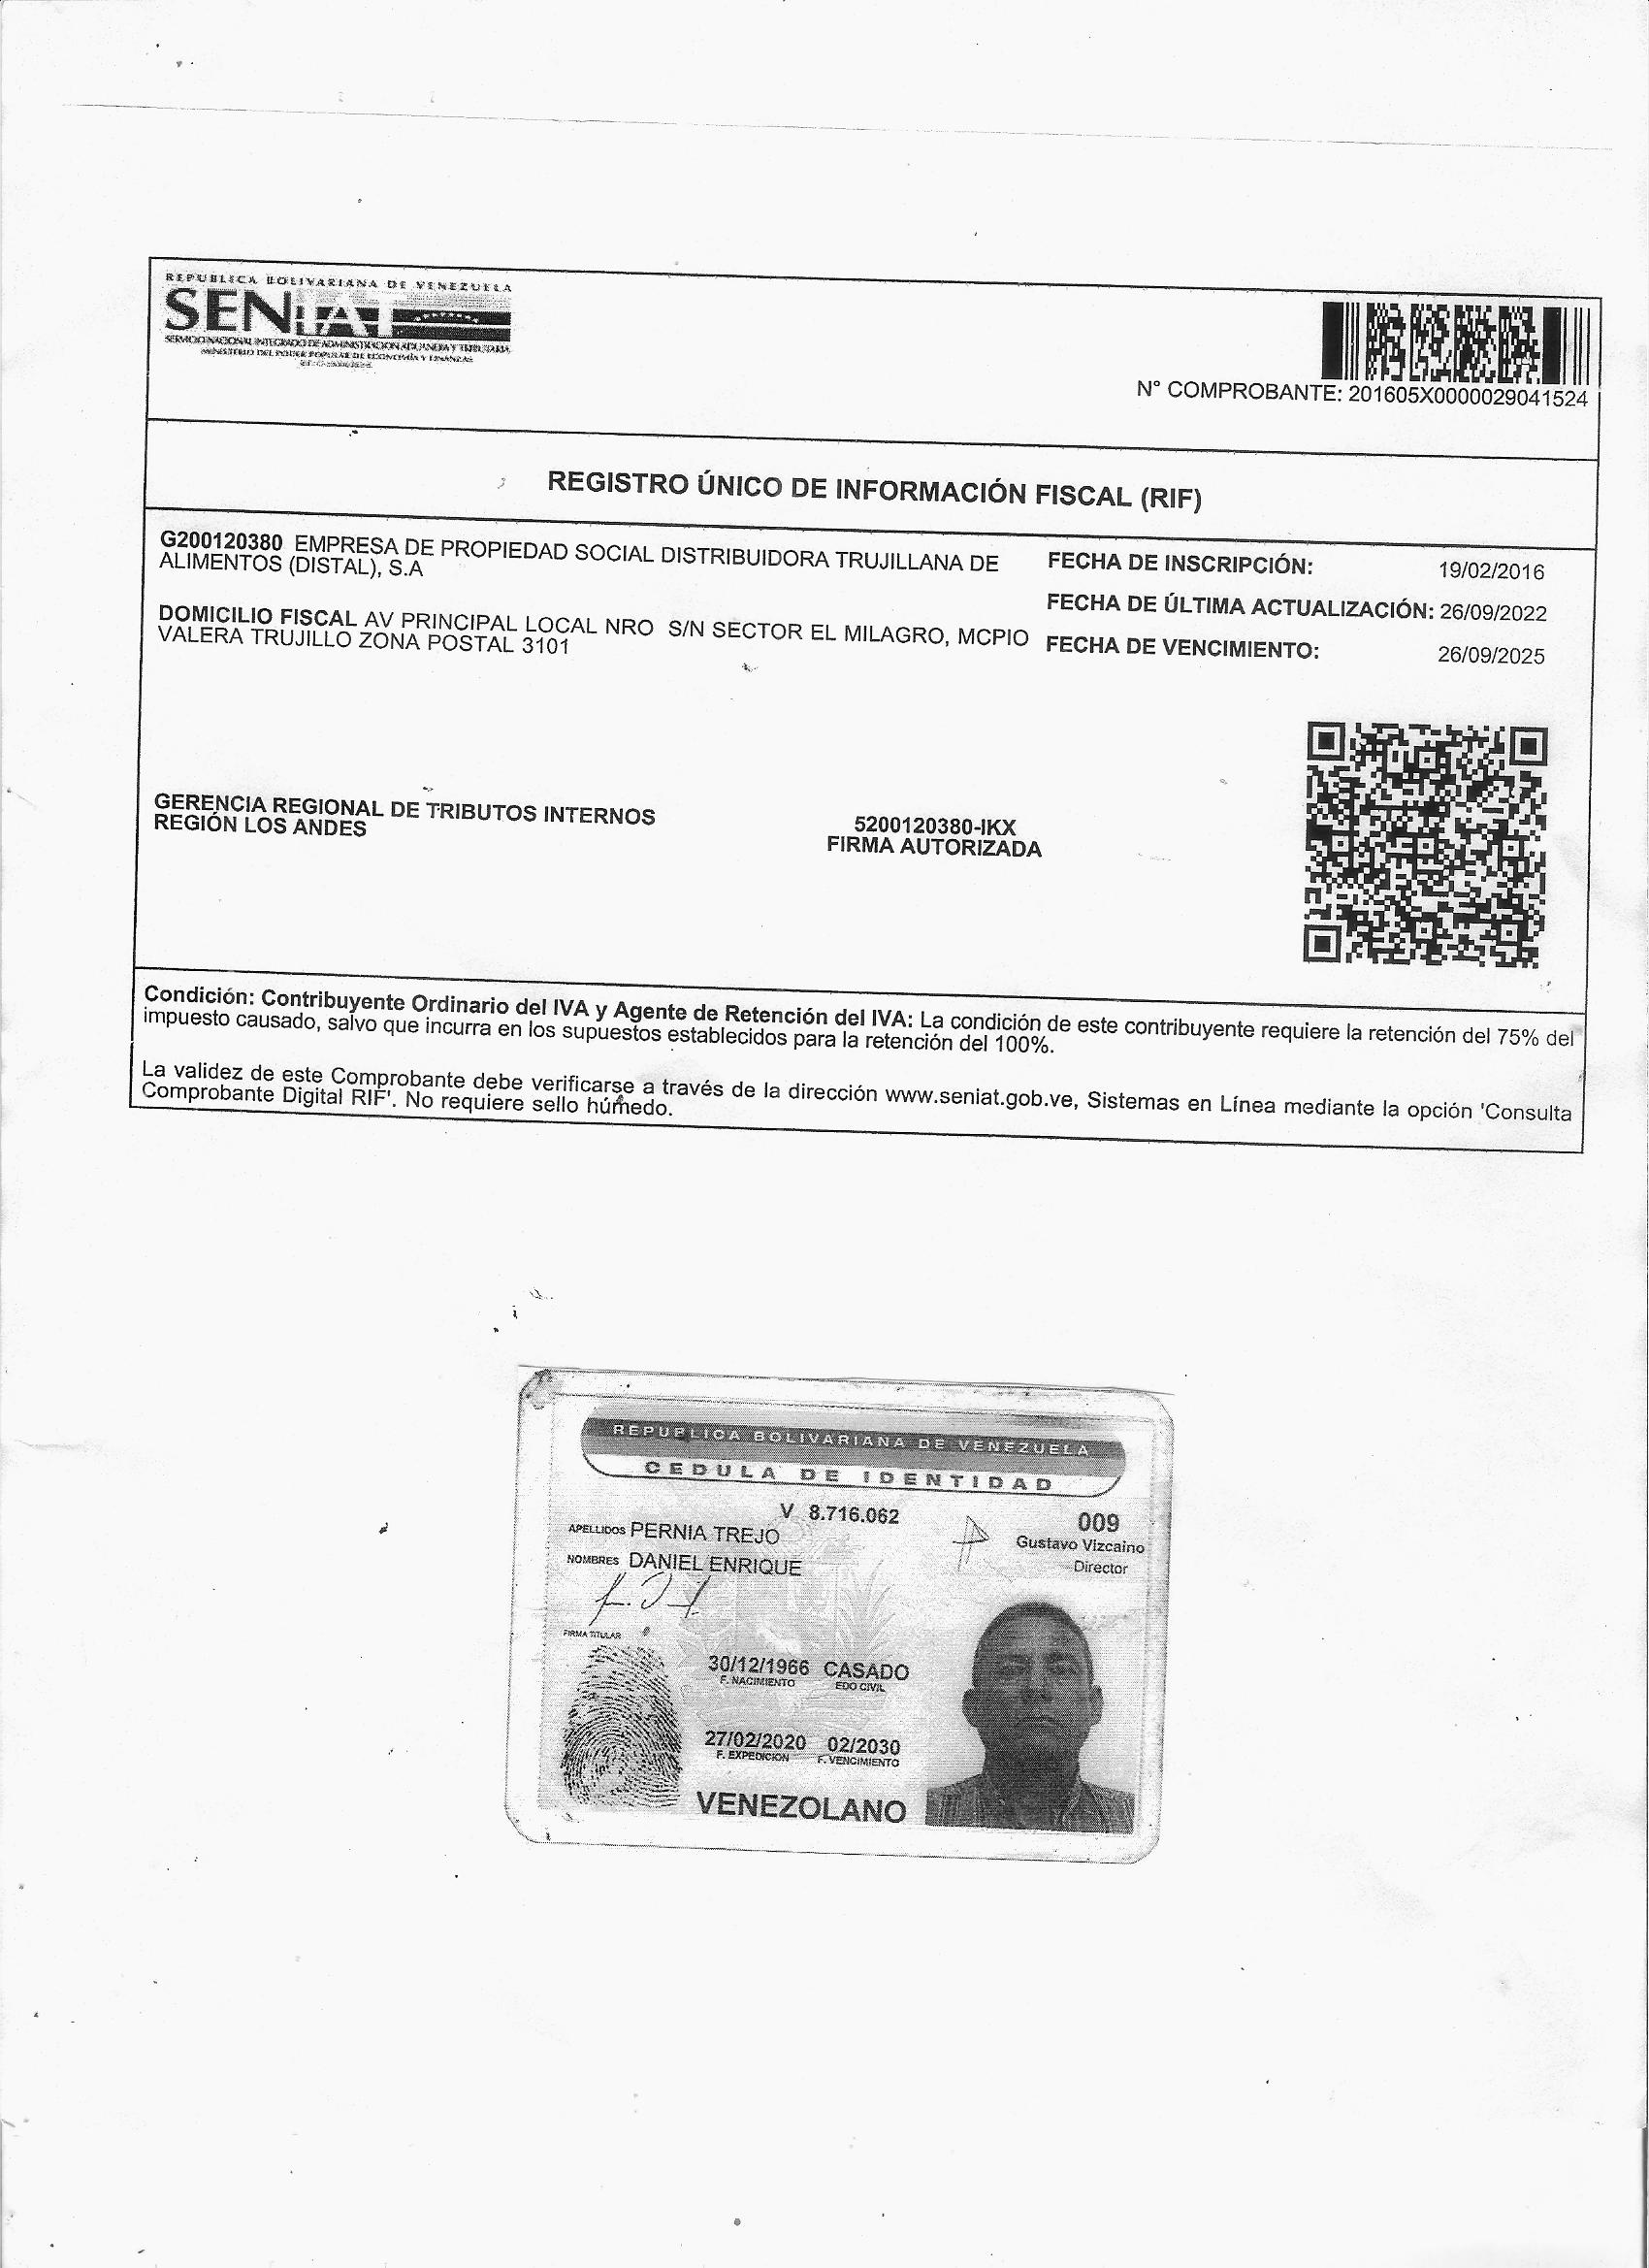 REPUBLICA BOLIVARIANA DE VENEZUELA
SENIAT
SERVICIO NACIONAL INTEGRADO DE ADMINISTRACION ADUANERA Y TRIBUTARIA
MINISTERIO DEL PODER POPULAR DE ECONOMÍA Y FINANZAS
N° COMPROBANTE: 201605X0000029041524
REGISTRO ÚNICO DE INFORMACIÓN FISCAL (RIF)
G200120380 EMPRESA DE PROPIEDAD SOCIAL DISTRIBUIDORA TRUJILLANA DE
ALIMENTOS (DISTAL), S.A
FECHA DE INSCRIPCIÓN: 19/02/2016
FECHA DE ÚLTIMA ACTUALIZACIÓN: 26/09/2022
DOMICILIO FISCAL AV PRINCIPAL LOCAL NRO S/N SECTOR EL MILAGRO, MCPIO
VALERA TRUJILLO ZONA POSTAL 3101
FECHA DE VENCIMIENTO: 26/09/2025
GERENCIA REGIONAL DE TRIBUTOS INTERNOS
REGIÓN LOS ANDES
5200120380-IKX
FIRMA AUTORIZADA
Condición: Contribuyente Ordinario del IVA y Agente de Retención del IVA: La condición de este contribuyente requiere la retención del 75% del
impuesto causado, salvo que incurra en los supuestos establecidos para la retención del 100%.
La validez de este Comprobante debe verificarse a través de la dirección www.seniat.gob.ve, Sistemas en Línea mediante la opción 'Consulta
Comprobante Digital RIF'. No requiere sello húmedo.
REPUBLICA BOLIVARIANA DE VENEZUELA
CEDULA DE IDENTIDAD
V 8.716.062
APELLIDOS PERNIA TREJO
NOMBRES DANIEL ENRIQUE
009
Gustavo Vizcaino
Director
FIRMA TITULAR
30/12/1966 CASADO
F. NACIMIENTO EDO CIVIL
27/02/2020 02/2030
F. EXPEDICION F. VENCIMIENTO
VENEZOLANO